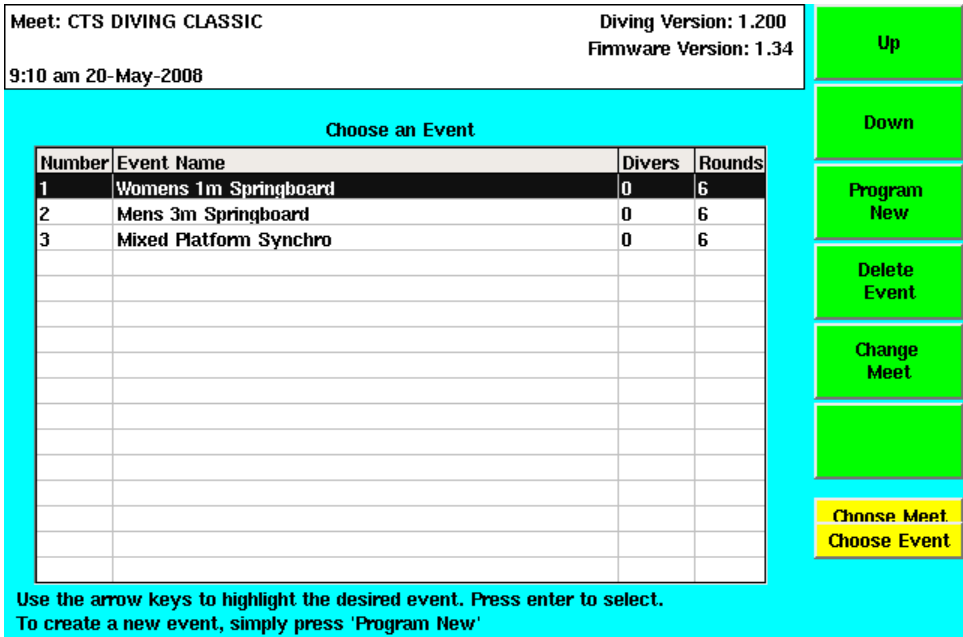 Meet: CTS DIVING CLASSIC
Diving Version: 1.200
Firmware Version: 1.34
9:10 am 20-May-2008
Choose an Event
Number Event Name Divers Rounds
1 Womens 1m Springboard 0 6
2 Mens 3m Springboard 0 6
3 Mixed Platform Synchro 0 6
Use the arrow keys to highlight the desired event. Press enter to select.
To create a new event, simply press 'Program New'
Up
Down
Program
New
Delete
Event
Change
Meet
Choose Meet
Choose Event